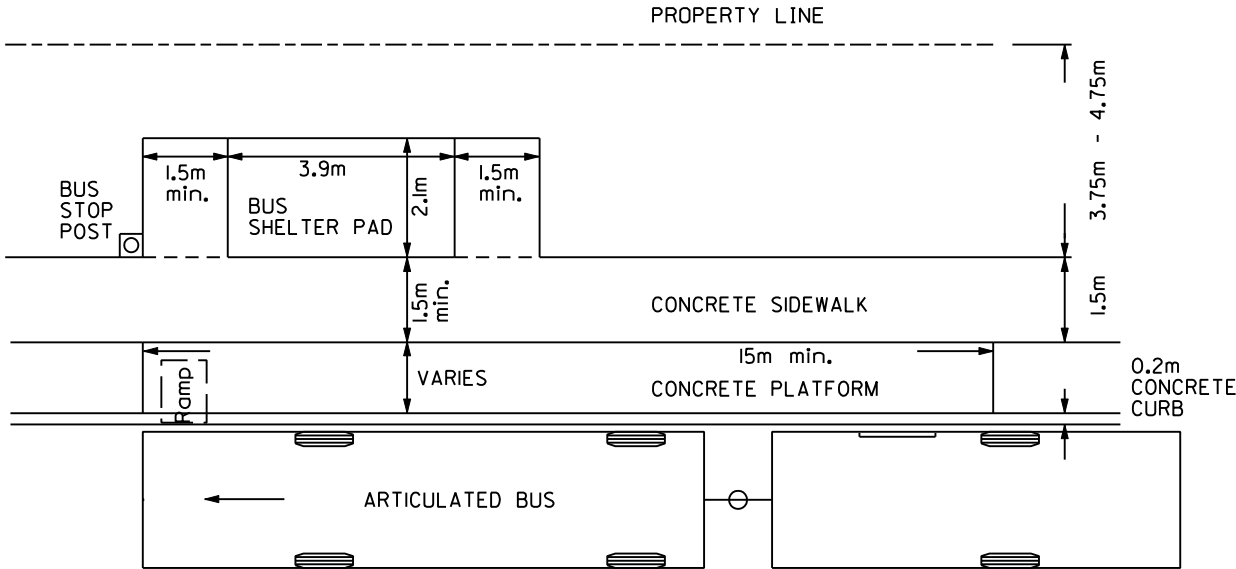 PROPERTY LINE
3.75m - 4.75m
1.5m
min.
3.9m
1.5m
min.
2.1m
BUS
STOP
POST
BUS
SHELTER PAD
1.5m
min.
CONCRETE SIDEWALK
1.5m
15m min.
Ramp
VARIES
CONCRETE PLATFORM
0.2m
CONCRETE
CURB
ARTICULATED BUS